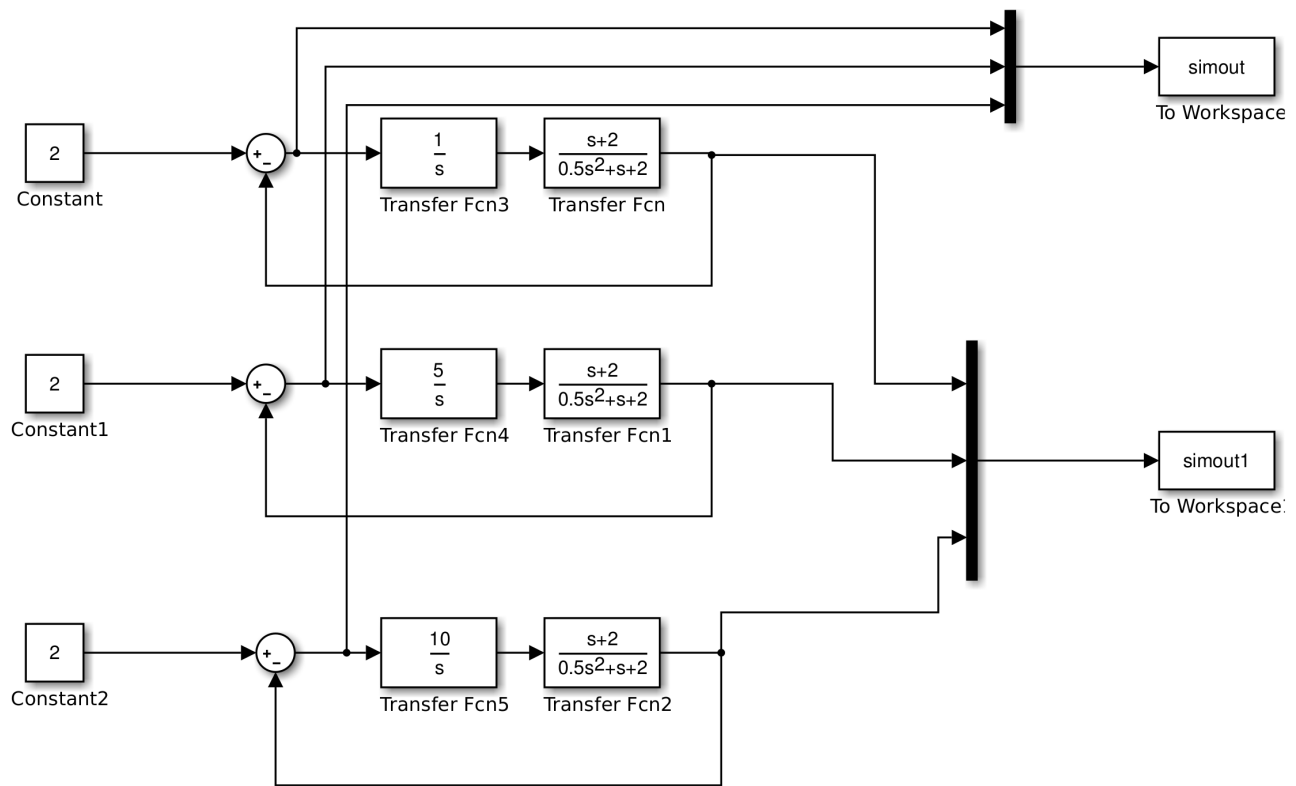 simout
To Workspace
2
Constant
+
−
1
s
Transfer Fcn3
s+2
0.5s²+s+2
Transfer Fcn
2
Constant1
+
−
5
s
Transfer Fcn4
s+2
0.5s²+s+2
Transfer Fcn1
simout1
To Workspace1
2
Constant2
+
−
10
s
Transfer Fcn5
s+2
0.5s²+s+2
Transfer Fcn2